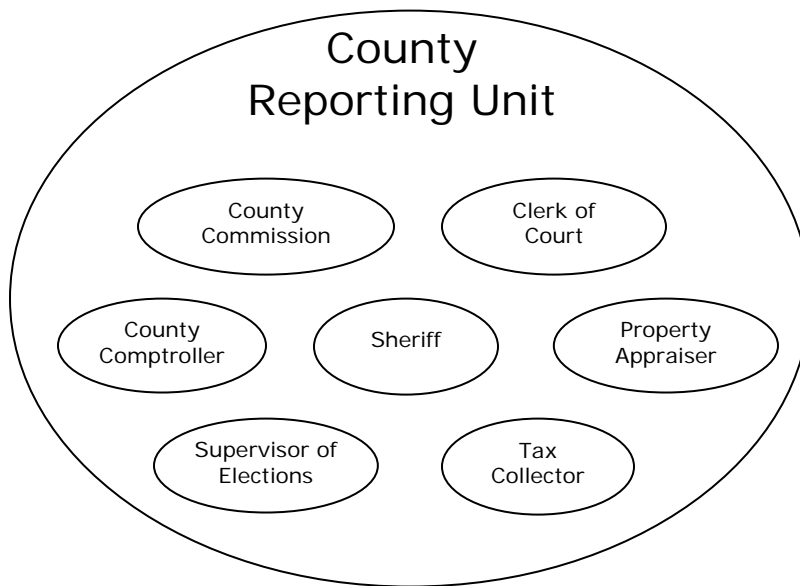 County
Reporting Unit
County
Commission
Clerk of
Court
County
Comptroller
Sheriff
Property
Appraiser
Supervisor of
Elections
Tax
Collector